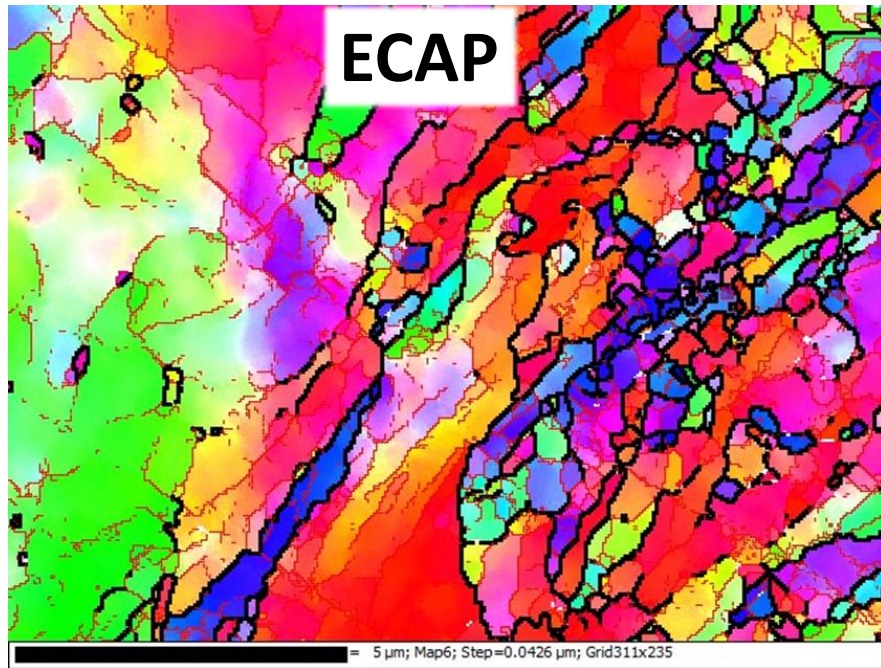 ECAP
= 5 µm; Map6; Step=0.0426 µm; Grid311x235